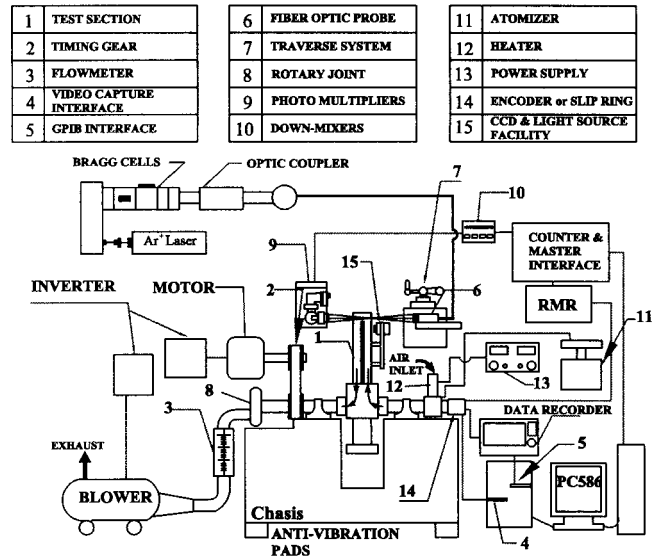 1 TEST SECTION
2 TIMING GEAR
3 FLOWMETER
4 VIDEO CAPTURE
INTERFACE
5 GPIB INTERFACE
6 FIBER OPTIC PROBE
7 TRAVERSE SYSTEM
8 ROTARY JOINT
9 PHOTO MULTIPLIERS
10 DOWN-MIXERS
11 ATOMIZER
12 HEATER
13 POWER SUPPLY
14 ENCODER or SLIP RING
15 CCD & LIGHT SOURCE
FACILITY
BRAGG CELLS
OPTIC COUPLER
7
10
Ar+ Laser
9
COUNTER &
MASTER
INTERFACE
15
2
6
INVERTER
MOTOR
RMR
11
1
AIR
INLET
12
13
8
3
DATA RECORDER
EXHAUST
5
BLOWER
14
PC586
Chasis
4
ANTI-VIBRATION
PADS